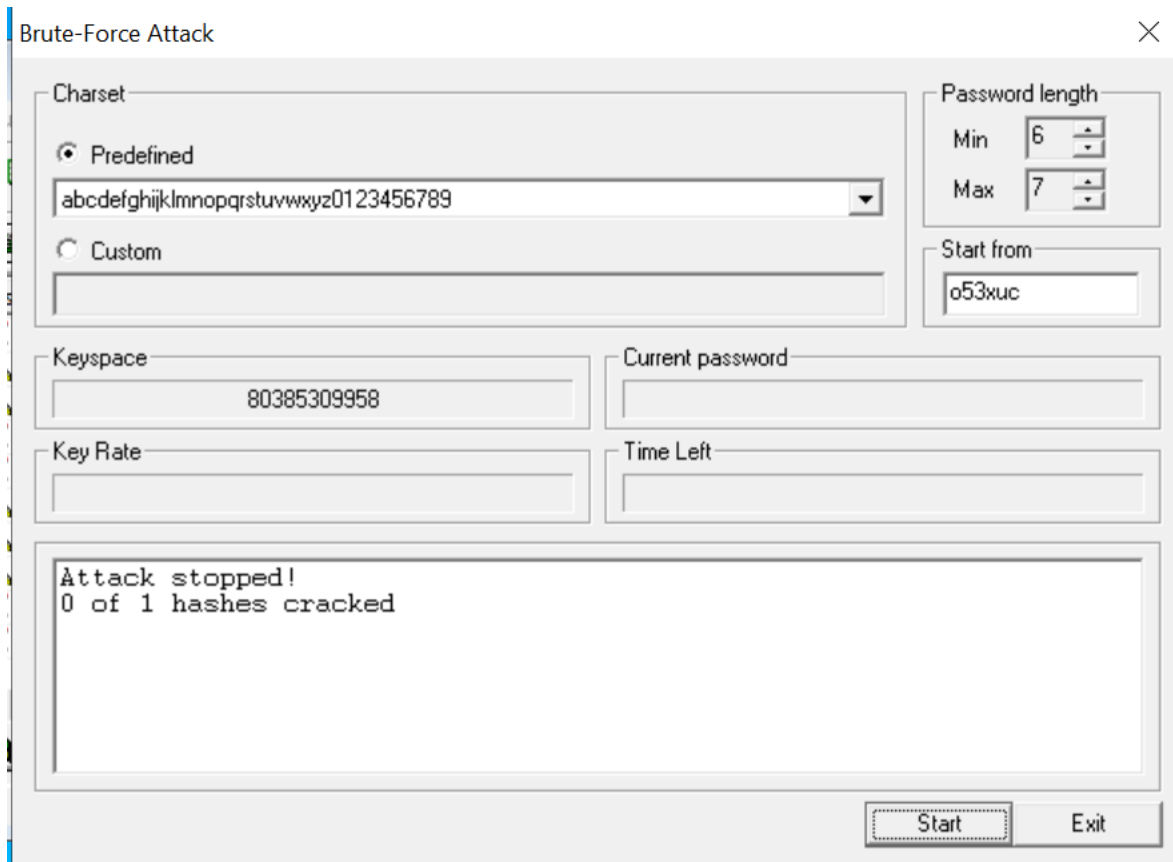 Brute-Force Attack
Charset
Predefined
abcdefghijklmnopqrstuvwxyz0123456789
Custom
Password length
Min 6
Max 7
Start from
o53xuc
Keyspace
80385309958
Current password
Key Rate
Time Left
Attack stopped!
0 of 1 hashes cracked
Start
Exit